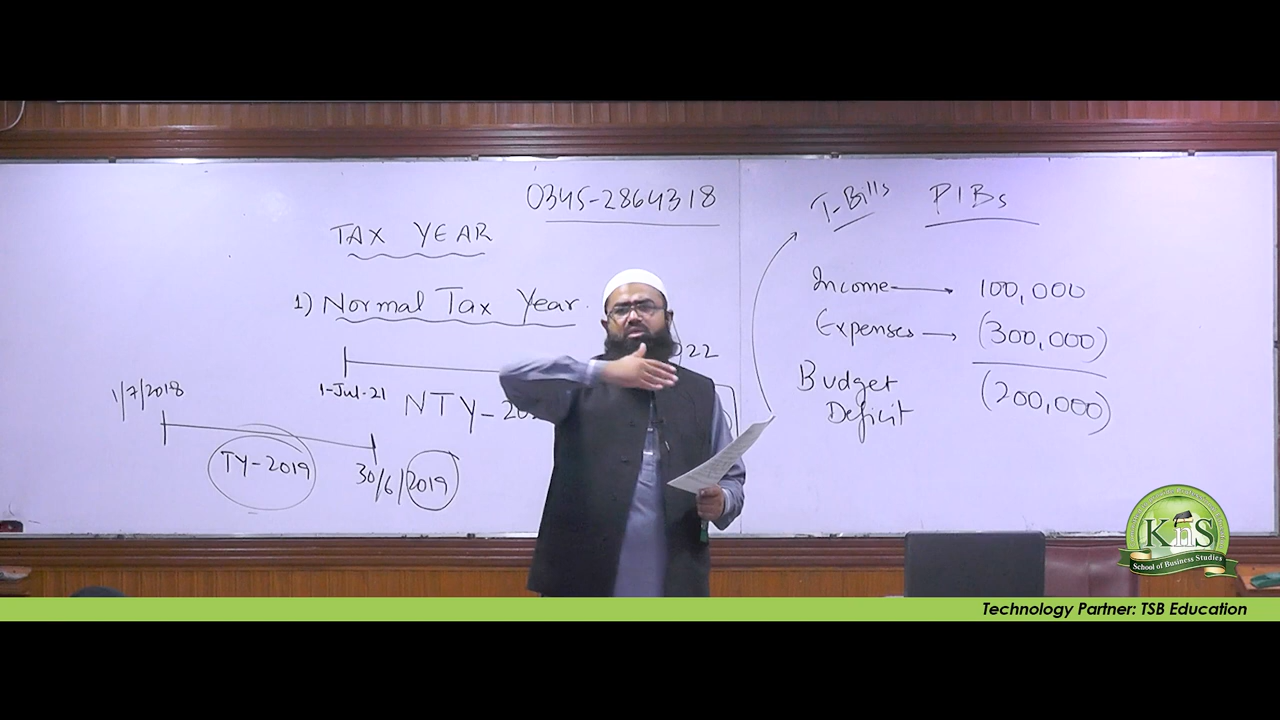 0345-2864318
TAX YEAR
1) Normal Tax Year.
022
1-Jul-21
NTY-202
1/7/2018
TY-2019
30/6/2019
T-Bills PIBs
Income → 100,000
Expenses → (300,000)
Budget Deficit (200,000)
KnS
School of Business Studies
Technology Partner: TSB Education